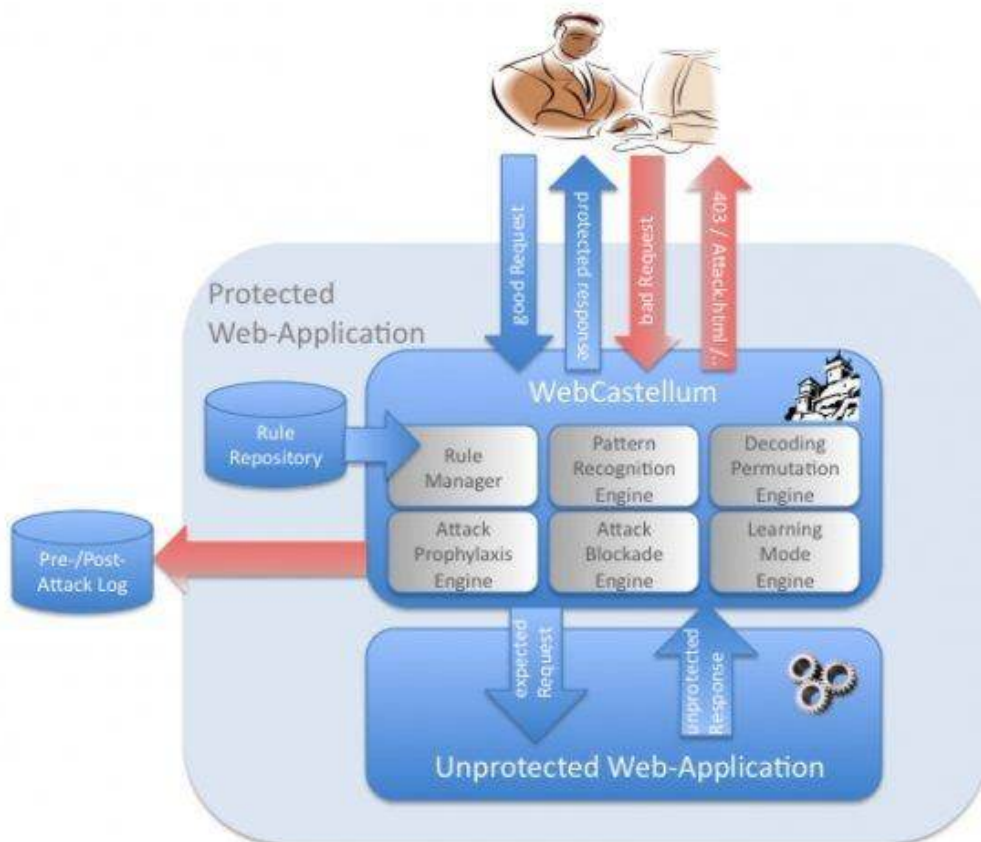 good Request
protected response
bad Request
403 / Attack.html /..
Protected
Web-Application
WebCastellum
Rule
Repository
Rule
Manager
Pattern
Recognition
Engine
Decoding
Permutation
Engine
Pre-/Post-
Attack Log
Attack
Prophylaxis
Engine
Attack
Blockade
Engine
Learning
Mode
Engine
expected
Request
unprotected
Response
Unprotected Web-Application